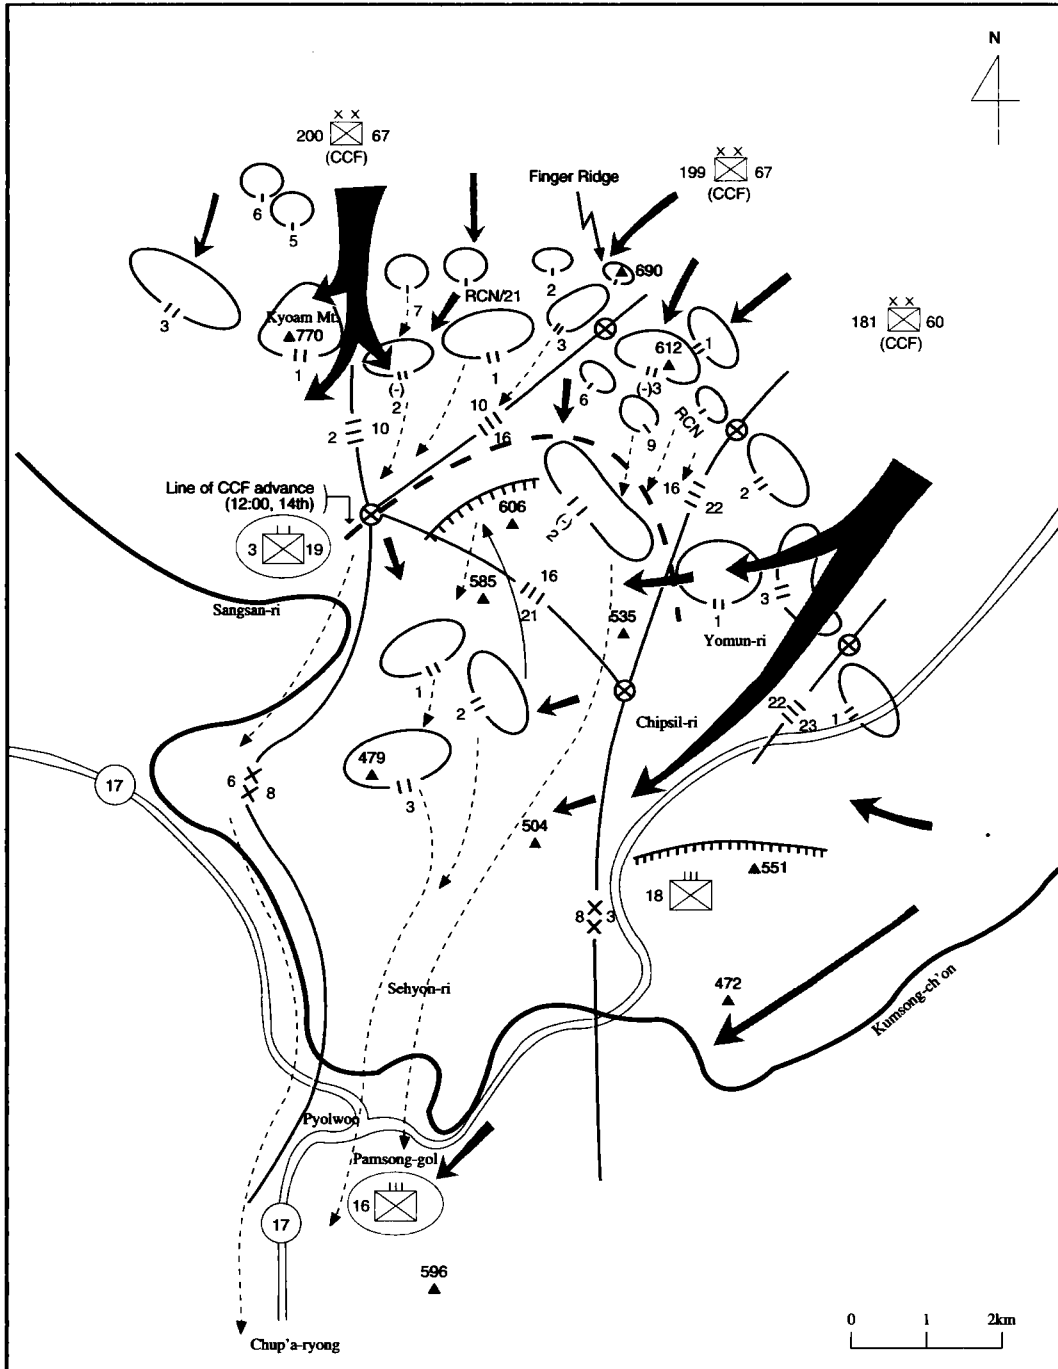 N
x x
200 67
(CCF)
x x
199 67
(CCF)
Finger Ridge
6
5
690
RCN/21
2
7
3
Kyoam Mt.
770
1
3
612
1
x x
181 60
(CCF)
(-)
2
1
6
(-)3
RCN
10
16
9
2 10
16
22
2
Line of CCF advance
(12:00, 14th)
606
(-)
2
3 19
585
16
21
535
1
3
Sangsan-ri
Yomun-ri
1
2
Chipsil-ri
22
23
1
479
6 8
17
3
504
551
18
8 3
472
Sehyon-ri
Kumsong-ch'on
Pyolwoo
Pamsong-gol
16
17
596
0 1 2km
Chup'a-ryong